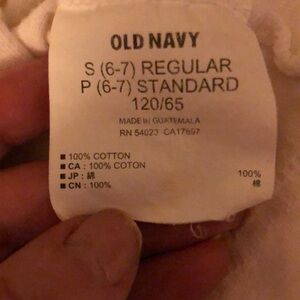 OLD NAVY
S (6-7) REGULAR
P (6-7) STANDARD
120/65
MADE IN GUATEMALA
RN 54023 CA17897
■ 100% COTTON
■ CA : 100% COTON
■ JP : 綿 100%
■ CN : 100% 棉